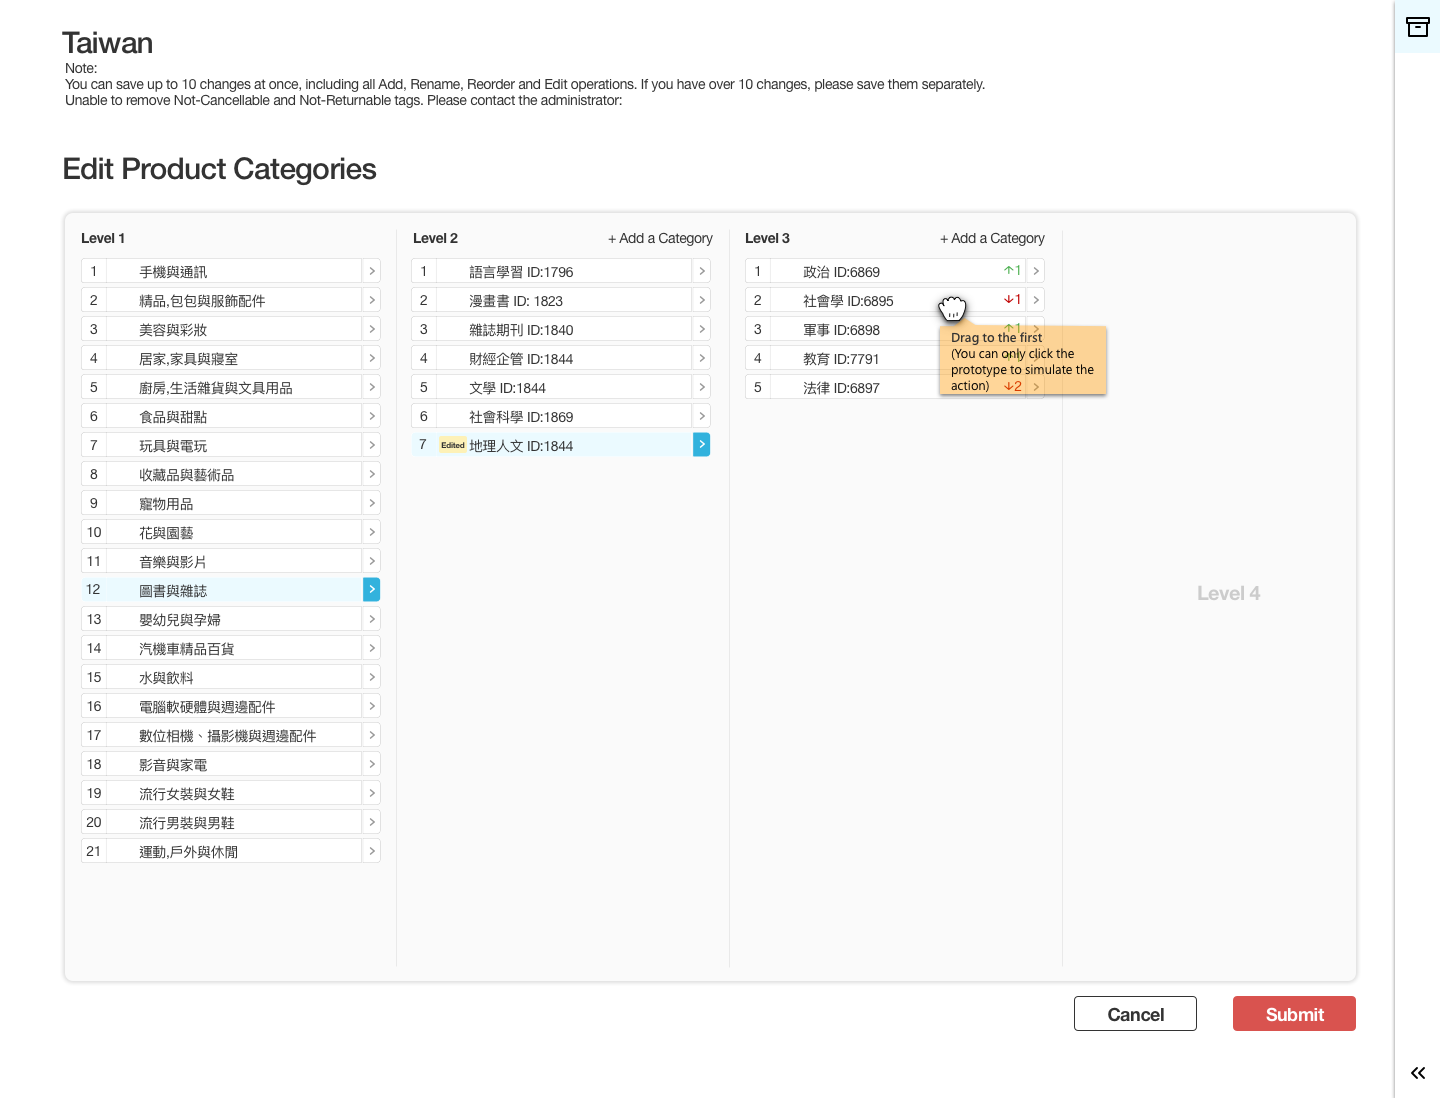 Taiwan
Note:
You can save up to 10 changes at once, including all Add, Rename, Reorder and Edit operations. If you have over 10 changes, please save them separately.
Unable to remove Not-Cancellable and Not-Returnable tags. Please contact the administrator:
Edit Product Categories
Level 1
1 手機與通訊
2 精品,包包與服飾配件
3 美容與彩妝
4 居家,家具與寢室
5 廚房,生活雜貨與文具用品
6 食品與甜點
7 玩具與電玩
8 收藏品與藝術品
9 寵物用品
10 花與園藝
11 音樂與影片
12 圖書與雜誌
13 嬰幼兒與孕婦
14 汽機車精品百貨
15 水與飲料
16 電腦軟硬體與週邊配件
17 數位相機、攝影機與週邊配件
18 影音與家電
19 流行女裝與女鞋
20 流行男裝與男鞋
21 運動,戶外與休閒
Level 2 + Add a Category
1 語言學習 ID:1796
2 漫畫書 ID: 1823
3 雜誌期刊 ID:1840
4 財經企管 ID:1844
5 文學 ID:1844
6 社會科學 ID:1869
7 Edited 地理人文 ID:1844
Level 3 + Add a Category
1 政治 ID:6869 ↑1
2 社會學 ID:6895 ↓1
3 軍事 ID:6898 ↑1
4 教育 ID:7791
5 法律 ID:6897 ↓2
Drag to the first
(You can only click the
prototype to simulate the
action)
Level 4
Cancel
Submit